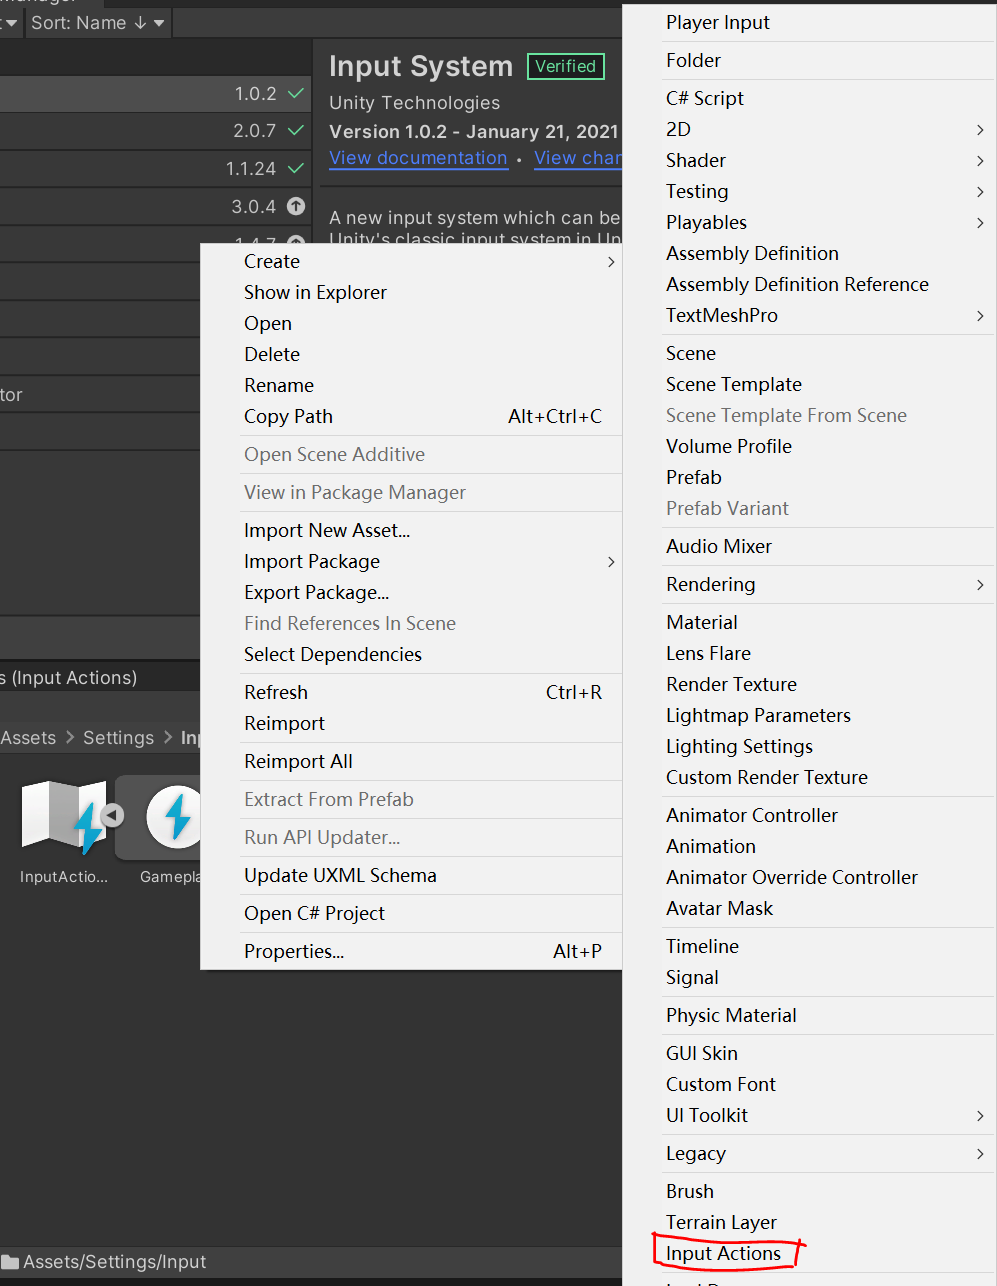 Sort: Name ↓
1.0.2
2.0.7
1.1.24
3.0.4
1.4.7
tor
s (Input Actions)
Assets > Settings > Inp
InputActio...
Gamepla
Assets/Settings/Input
Input System Verified
Unity Technologies
Version 1.0.2 - January 21, 2021
View documentation • View chan
A new input system which can be
Unity's classic input system in Un
Create
Show in Explorer
Open
Delete
Rename
Copy Path Alt+Ctrl+C
Open Scene Additive
View in Package Manager
Import New Asset...
Import Package
Export Package...
Find References In Scene
Select Dependencies
Refresh Ctrl+R
Reimport
Reimport All
Extract From Prefab
Run API Updater...
Update UXML Schema
Open C# Project
Properties... Alt+P
Player Input
Folder
C# Script
2D
Shader
Testing
Playables
Assembly Definition
Assembly Definition Reference
TextMeshPro
Scene
Scene Template
Scene Template From Scene
Volume Profile
Prefab
Prefab Variant
Audio Mixer
Rendering
Material
Lens Flare
Render Texture
Lightmap Parameters
Lighting Settings
Custom Render Texture
Animator Controller
Animation
Animator Override Controller
Avatar Mask
Timeline
Signal
Physic Material
GUI Skin
Custom Font
UI Toolkit
Legacy
Brush
Terrain Layer
Input Actions